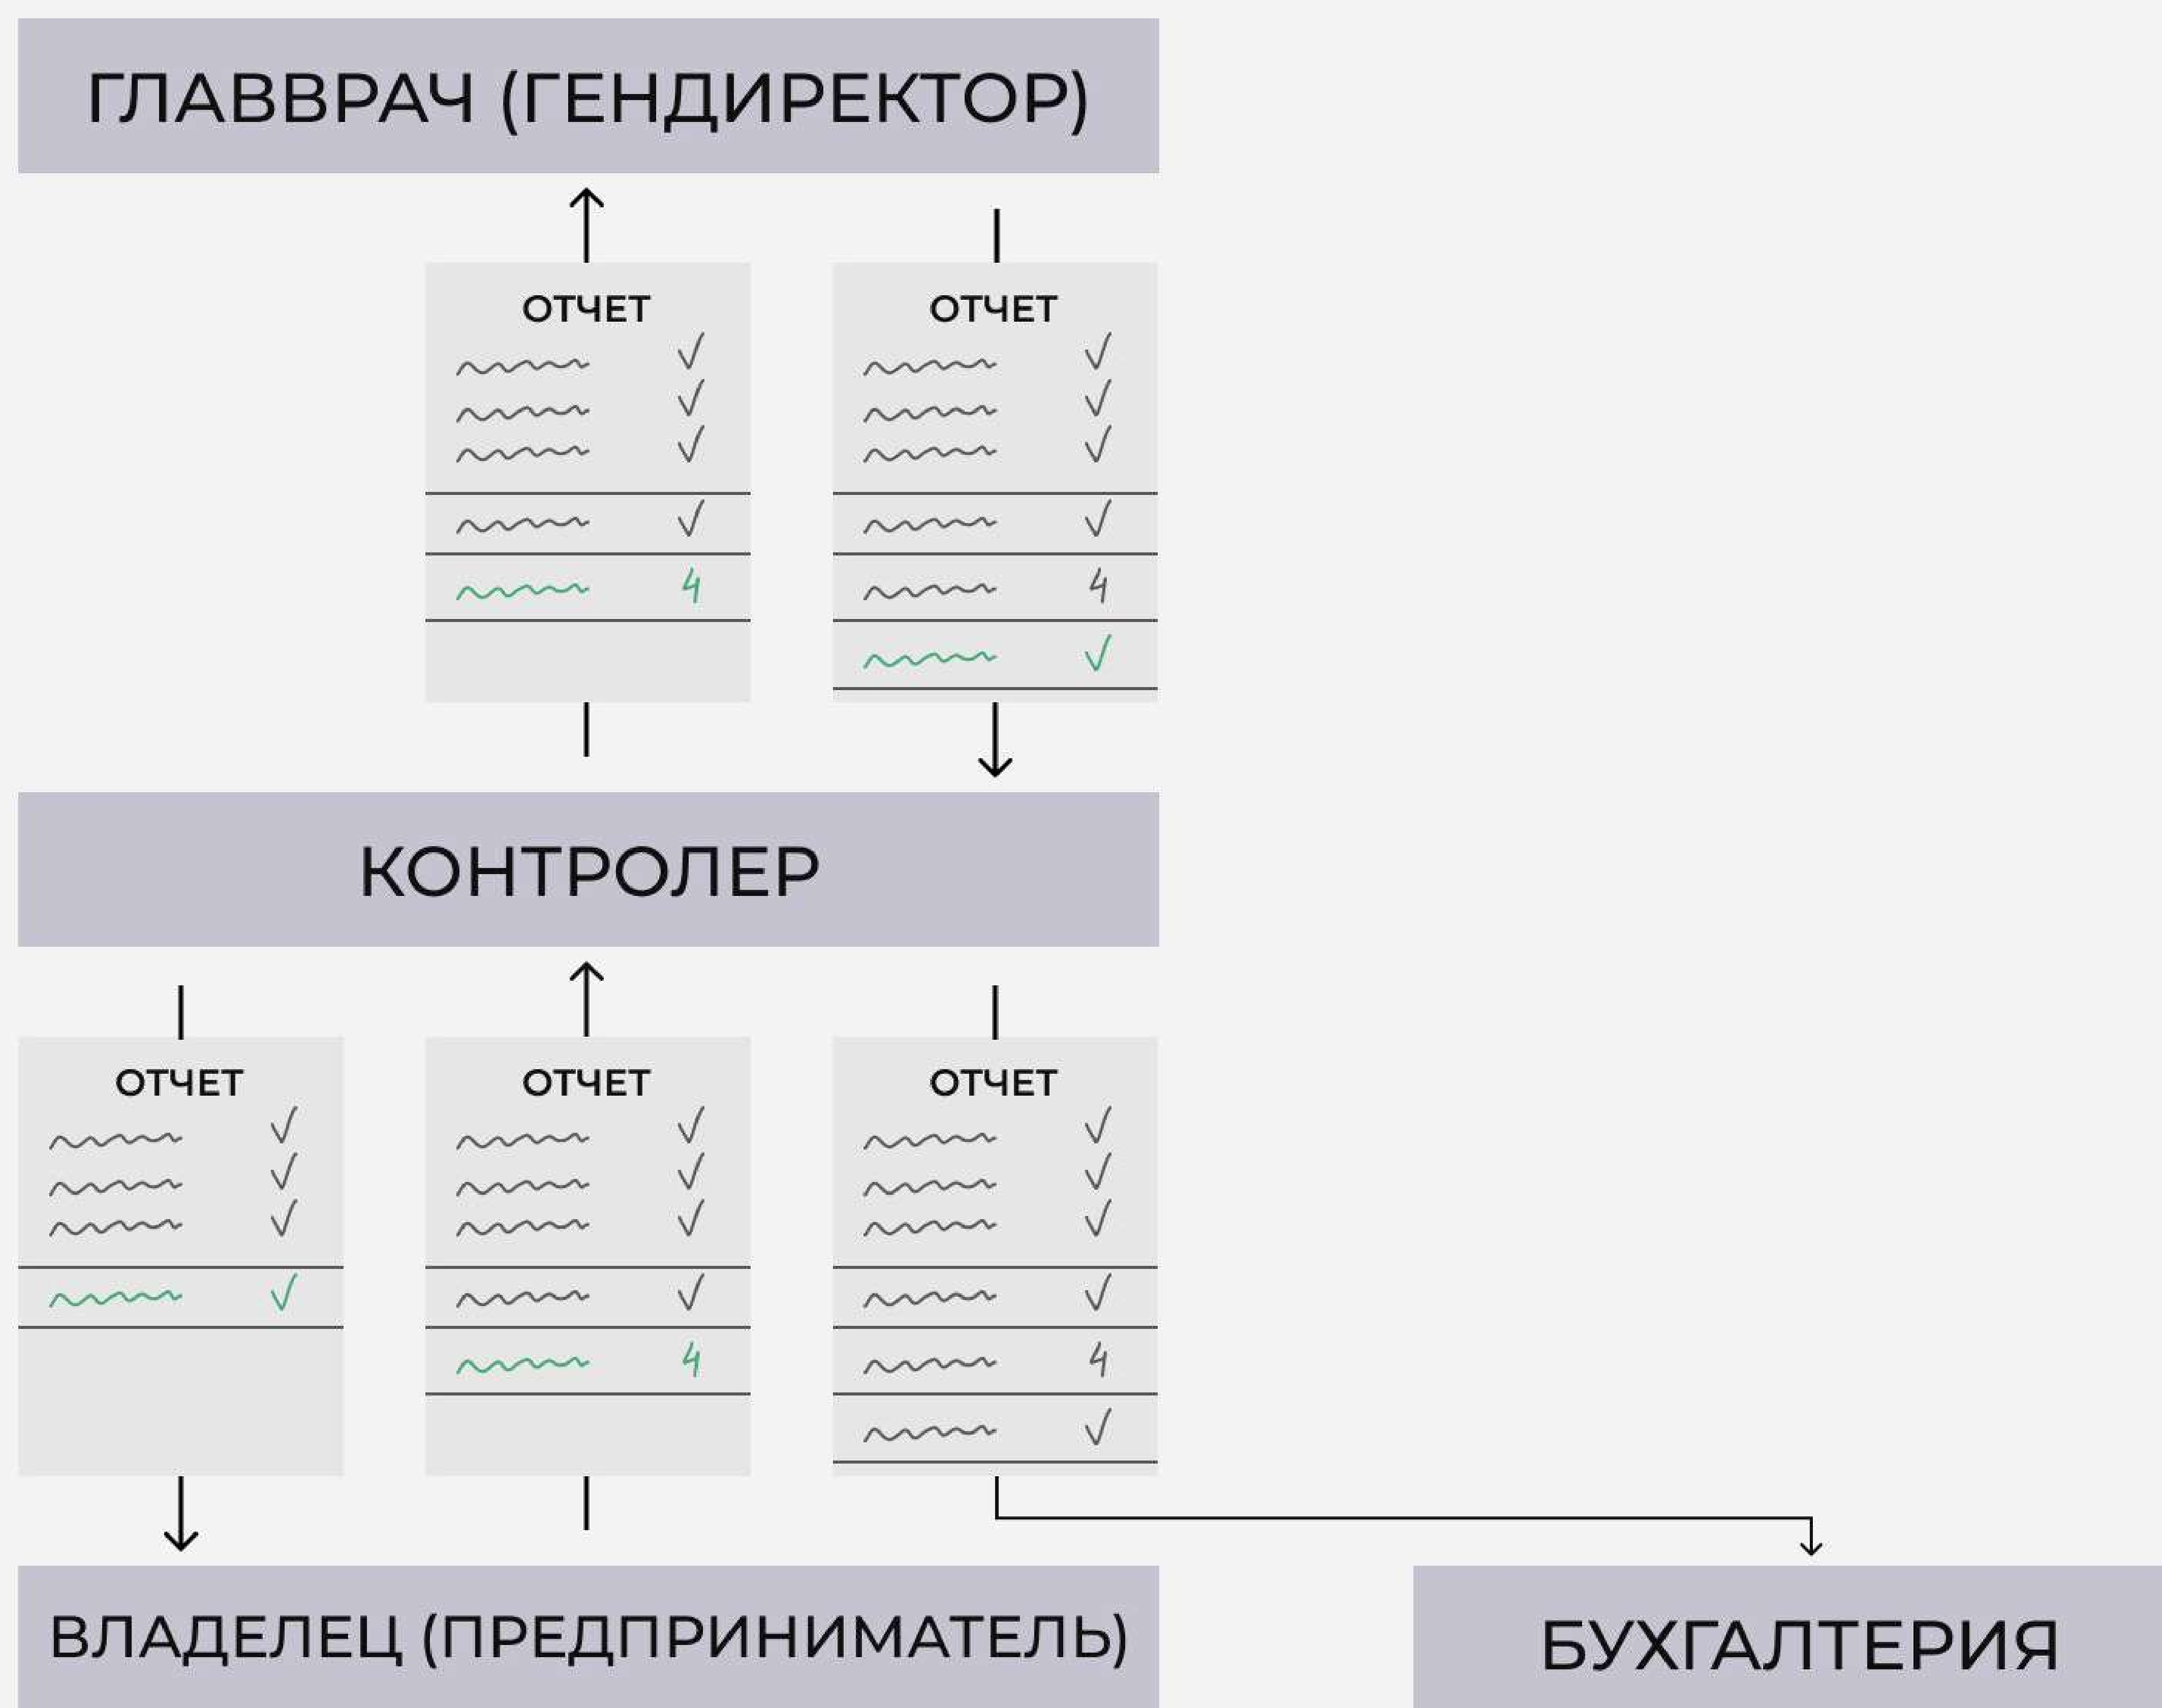 ГЛАВВРАЧ (ГЕНДИРЕКТОР)
ОТЧЕТ
ОТЧЕТ
4
4
КОНТРОЛЕР
ОТЧЕТ
ОТЧЕТ
ОТЧЕТ
4
4
ВЛАДЕЛЕЦ (ПРЕДПРИНИМАТЕЛЬ)
БУХГАЛТЕРИЯ